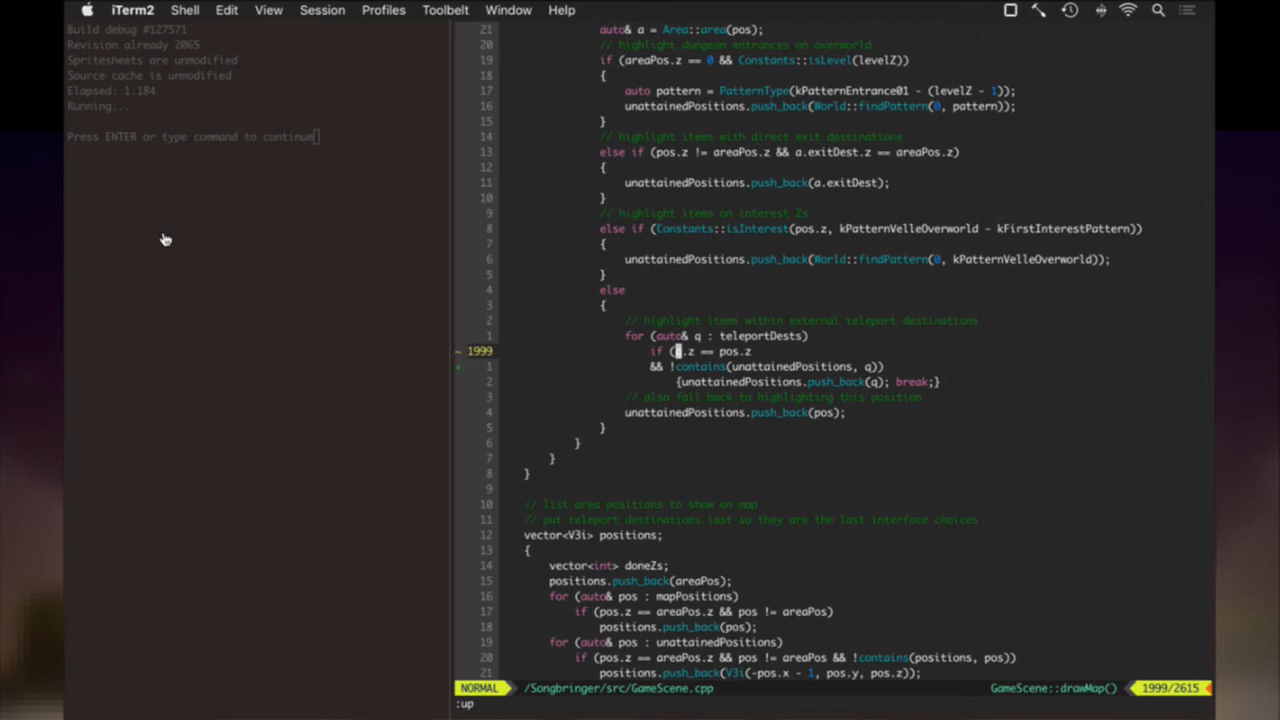 iTerm2 Shell Edit View Session Profiles Toolbelt Window Help
Build debug #127571
Revision already 2065
Spritesheets are unmodified
Source cache is unmodified
Elapsed: 1.184
Running...
Press ENTER or type command to continue
21 auto& a = Area::area(pos);
20 // highlight dungean entrances on overworld
19 if (areaPos.z == 0 && Constants::isLevel(levelZ))
18 {
17 auto pattern = PatternType(kPatternEntrance01 - (levelZ - 1));
16 unattainedPositions.push_back(World::findPattern(0, pattern));
15 }
14 // highlight items with direct exit destinations
13 else if (pos.z != areaPos.z && a.exitDest.z == areaPos.z)
12 {
11 unattainedPositions.push_back(a.exitDest);
10 }
9 // highlight items on interest Zs
8 else if (Constants::isInterest(pos.z, kPatternVelleOverworld - kFirstInterestPattern))
7 {
6 unattainedPositions.push_back(World::findPattern(0, kPatternVelleOverworld));
5 }
4 else
3 {
2 // highlight items within external teleport destinations
1 for (auto& q : teleportDests)
~ 1999 if (.z == pos.z
+ 1 && !contains(unattainedPositions, q))
2 {unattainedPositions.push_back(q); break;}
3 // also fall back to highlighting this position
4 unattainedPositions.push_back(pos);
5 }
6 }
7 }
8 }
9
10 // list area positions to show on map
11 // put teleport destinations last so they are the last interface choices
12 vector<V3i> positions;
13 {
14 vector<int> doneZs;
15 positions.push_back(areaPos);
16 for (auto& pos : mapPositions)
17 if (pos.z == areaPos.z && pos != areaPos)
18 positions.push_back(pos);
19 for (auto& pos : unattainedPositions)
20 if (pos.z == areaPos.z && pos != areaPos && !contains(positions, pos))
21 positions.push_back(V3i(-pos.x - 1, pos.y, pos.z));
NORMAL /Songbringer/src/GameScene.cpp GameScene::drawMap() 1999/2615
:up